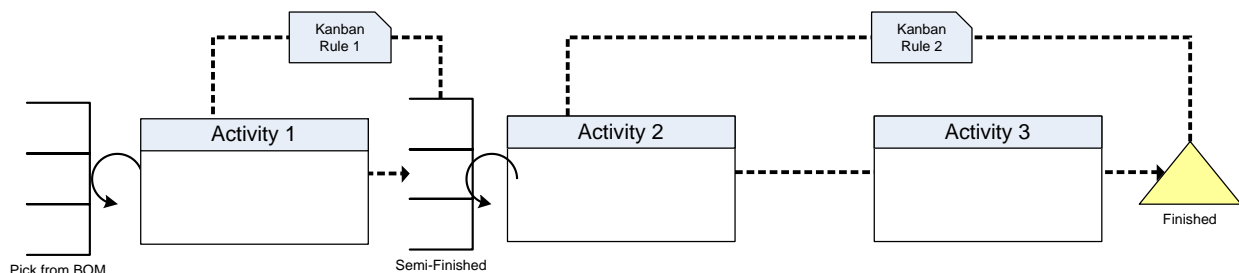 Kanban
Rule 1
Kanban
Rule 2
Activity 1
Activity 2
Activity 3
Finished
Semi-Finished
Pick from BOM